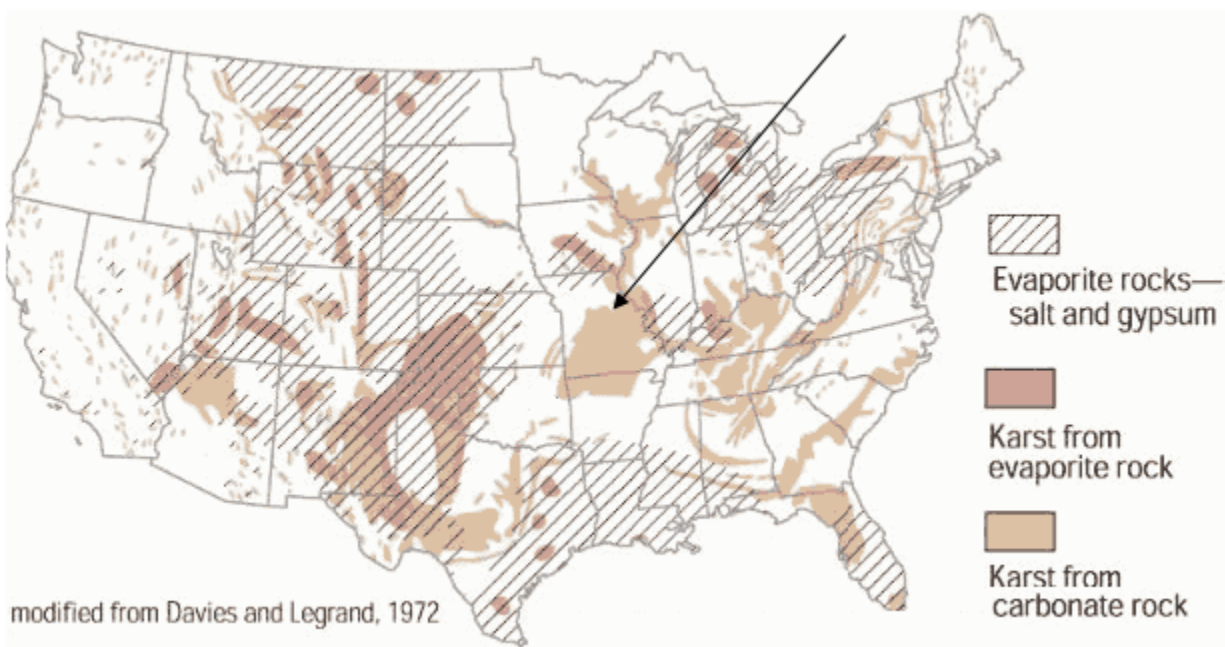 Evaporite rocks—
salt and gypsum
Karst from
evaporite rock
Karst from
carbonate rock
modified from Davies and Legrand, 1972